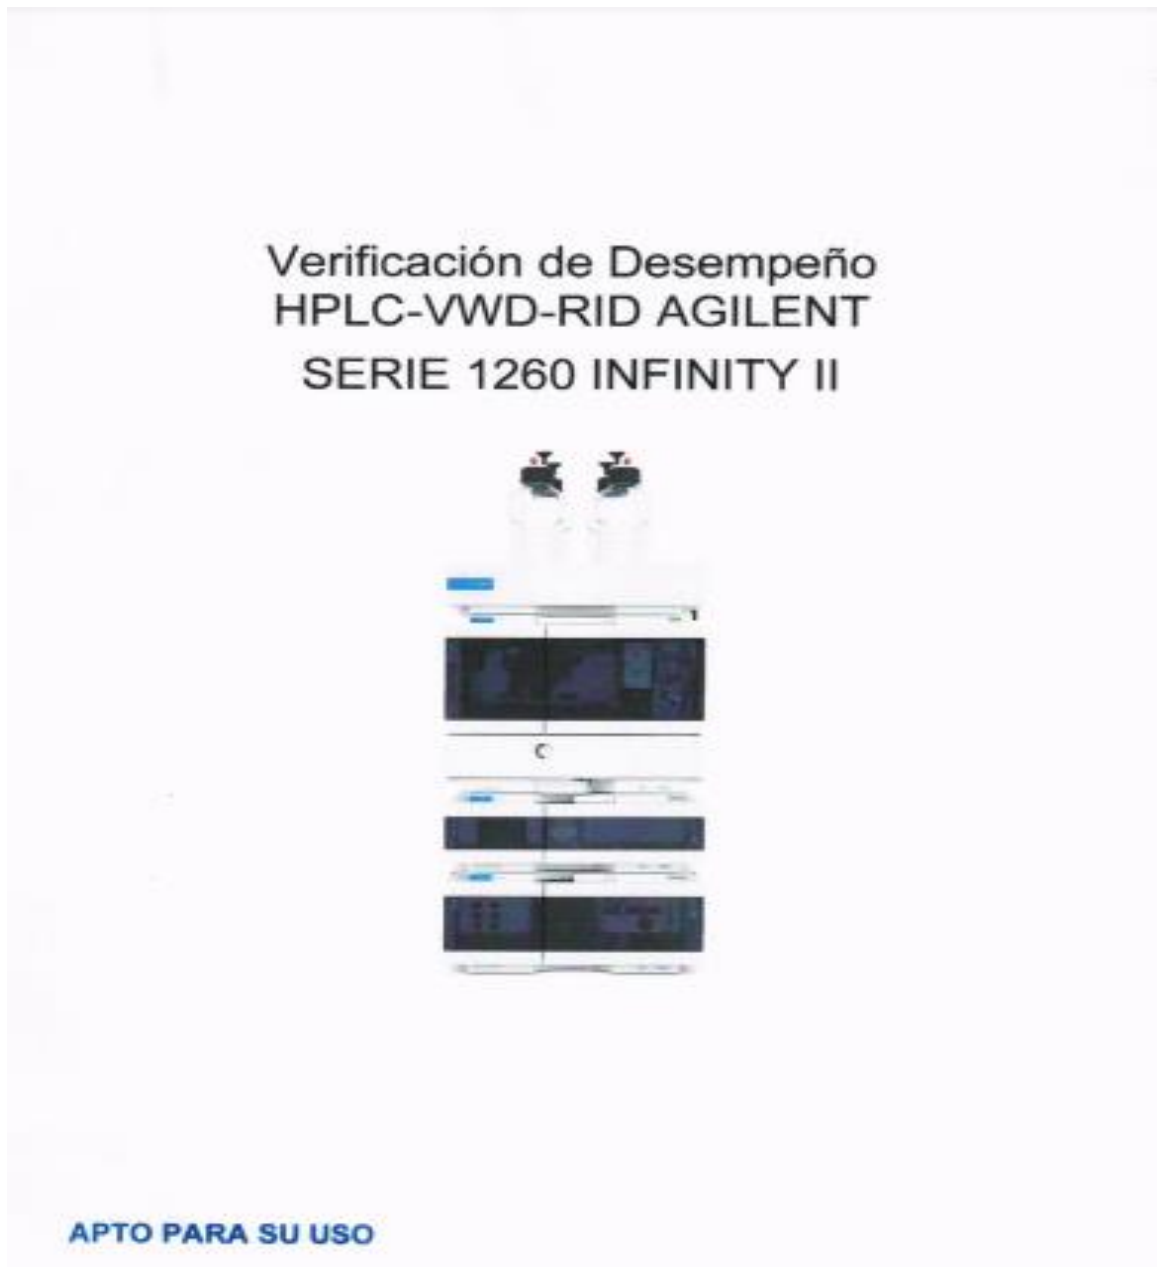 Verificación de Desempeño
HPLC-VWD-RID AGILENT
SERIE 1260 INFINITY II
APTO PARA SU USO